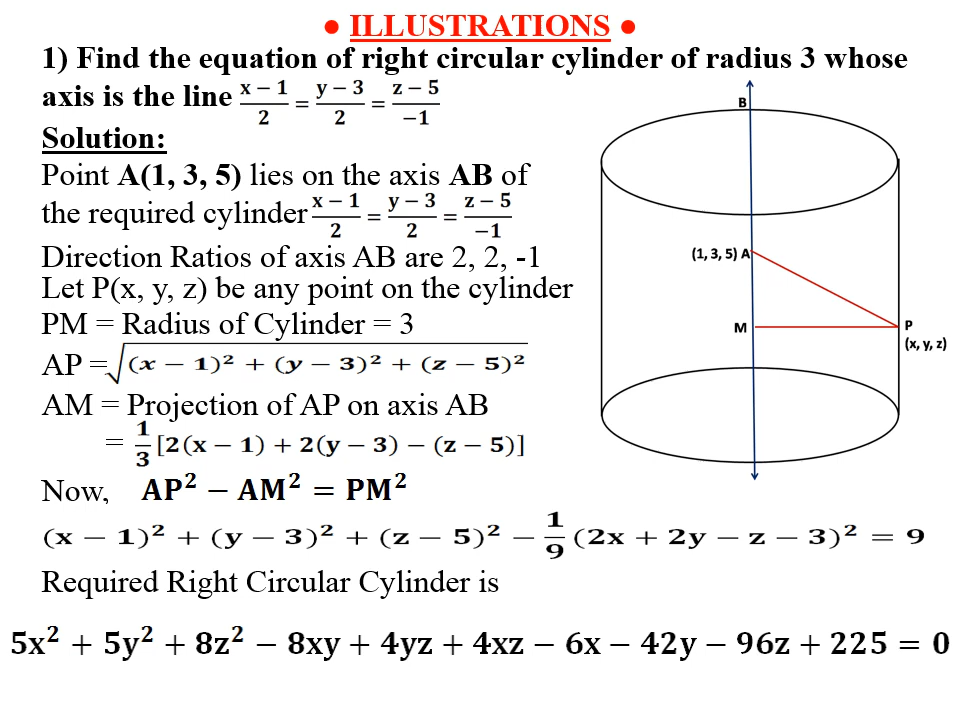 ● ILLUSTRATIONS ●
1) Find the equation of right circular cylinder of radius 3 whose
axis is the line (x − 1)/2 = (y − 3)/2 = (z − 5)/−1
Solution:
Point A(1, 3, 5) lies on the axis AB of
the required cylinder (x − 1)/2 = (y − 3)/2 = (z − 5)/−1
Direction Ratios of axis AB are 2, 2, -1
Let P(x, y, z) be any point on the cylinder
PM = Radius of Cylinder = 3
AP = √((x − 1)² + (y − 3)² + (z − 5)²)
AM = Projection of AP on axis AB
= 1/3 [2(x − 1) + 2(y − 3) − (z − 5)]
Now, AP² − AM² = PM²
(x − 1)² + (y − 3)² + (z − 5)² − 1/9 (2x + 2y − z − 3)² = 9
Required Right Circular Cylinder is
5x² + 5y² + 8z² − 8xy + 4yz + 4xz − 6x − 42y − 96z + 225 = 0
B
(1, 3, 5) A
M
P
(x, y, z)